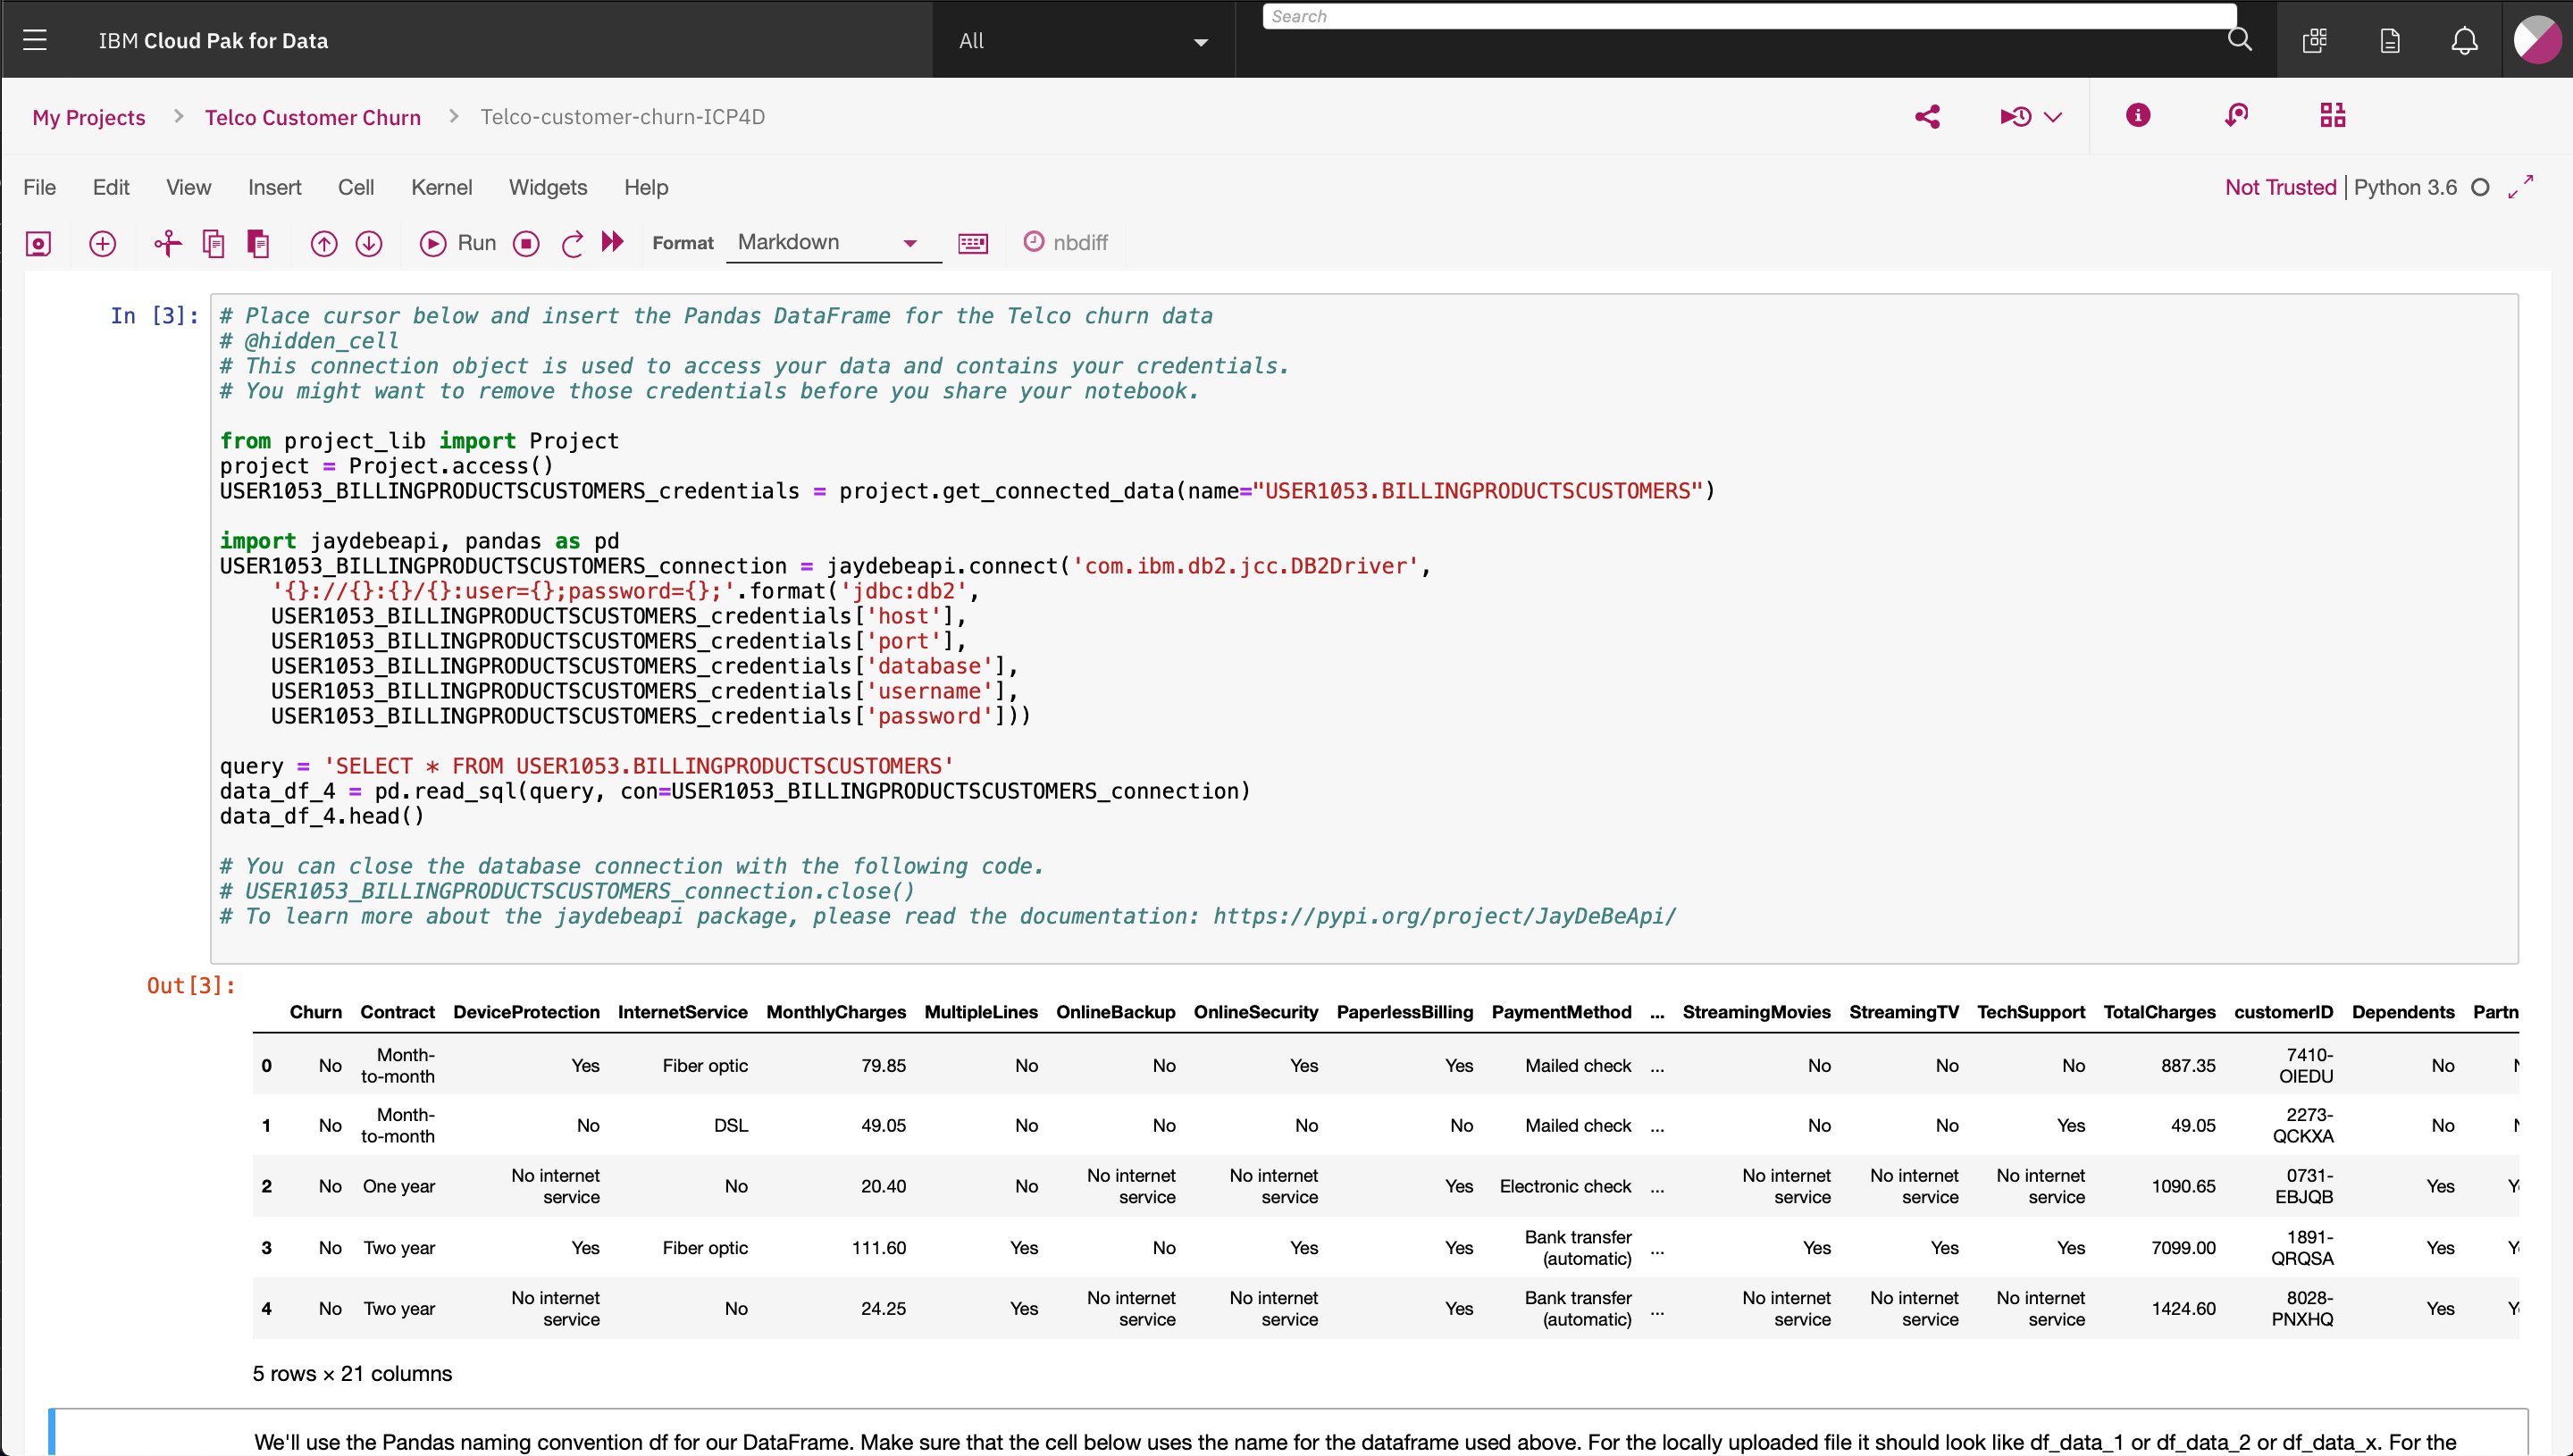 IBM Cloud Pak for Data
All
Search
My Projects > Telco Customer Churn > Telco-customer-churn-ICP4D
File Edit View Insert Cell Kernel Widgets Help
Not Trusted | Python 3.6
Run Format Markdown nbdiff
In [3]:
# Place cursor below and insert the Pandas DataFrame for the Telco churn data
# @hidden_cell
# This connection object is used to access your data and contains your credentials.
# You might want to remove those credentials before you share your notebook.
from project_lib import Project
project = Project.access()
USER1053_BILLINGPRODUCTSCUSTOMERS_credentials = project.get_connected_data(name="USER1053.BILLINGPRODUCTSCUSTOMERS")
import jaydebeapi, pandas as pd
USER1053_BILLINGPRODUCTSCUSTOMERS_connection = jaydebeapi.connect('com.ibm.db2.jcc.DB2Driver',
'{}://{}:{}/{}:user={};password={};'.format('jdbc:db2',
USER1053_BILLINGPRODUCTSCUSTOMERS_credentials['host'],
USER1053_BILLINGPRODUCTSCUSTOMERS_credentials['port'],
USER1053_BILLINGPRODUCTSCUSTOMERS_credentials['database'],
USER1053_BILLINGPRODUCTSCUSTOMERS_credentials['username'],
USER1053_BILLINGPRODUCTSCUSTOMERS_credentials['password']))
query = 'SELECT * FROM USER1053.BILLINGPRODUCTSCUSTOMERS'
data_df_4 = pd.read_sql(query, con=USER1053_BILLINGPRODUCTSCUSTOMERS_connection)
data_df_4.head()
# You can close the database connection with the following code.
# USER1053_BILLINGPRODUCTSCUSTOMERS_connection.close()
# To learn more about the jaydebeapi package, please read the documentation: https://pypi.org/project/JayDeBeApi/
Out[3]:
Churn Contract DeviceProtection InternetService MonthlyCharges MultipleLines OnlineBackup OnlineSecurity PaperlessBilling PaymentMethod ... StreamingMovies StreamingTV TechSupport TotalCharges customerID Dependents Partn
0 No Month-to-month Yes Fiber optic 79.85 No No Yes Yes Mailed check ... No No No 887.35 7410-OIEDU No
1 No Month-to-month No DSL 49.05 No No No No Mailed check ... No No Yes 49.05 2273-QCKXA No
2 No One year No internet service No 20.40 No No internet service No internet service Yes Electronic check ... No internet service No internet service No internet service 1090.65 0731-EBJQB Yes
3 No Two year Yes Fiber optic 111.60 Yes No Yes Yes Bank transfer (automatic) ... Yes Yes Yes 7099.00 1891-QRQSA Yes
4 No Two year No internet service No 24.25 Yes No internet service No internet service Yes Bank transfer (automatic) ... No internet service No internet service No internet service 1424.60 8028-PNXHQ Yes
5 rows × 21 columns
We'll use the Pandas naming convention df for our DataFrame. Make sure that the cell below uses the name for the dataframe used above. For the locally uploaded file it should look like df_data_1 or df_data_2 or df_data_x. For the